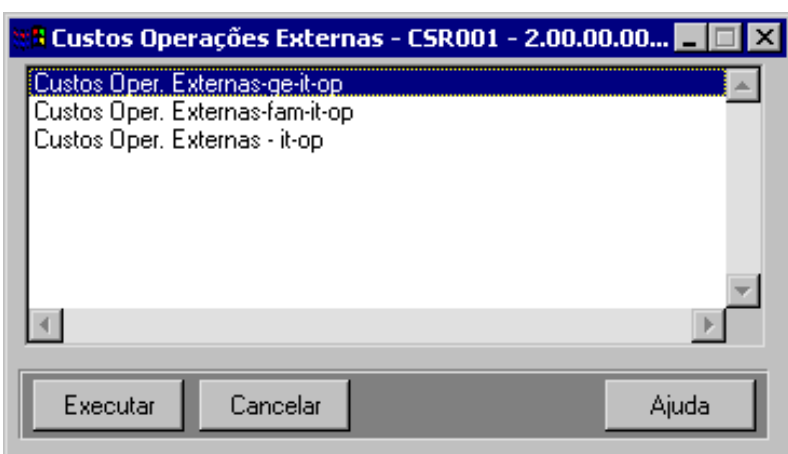 Custos Operações Externas - CSR001 - 2.00.00.00...
Custos Oper. Externas-ge-it-op
Custos Oper. Externas-fam-it-op
Custos Oper. Externas - it-op
Executar Cancelar Ajuda